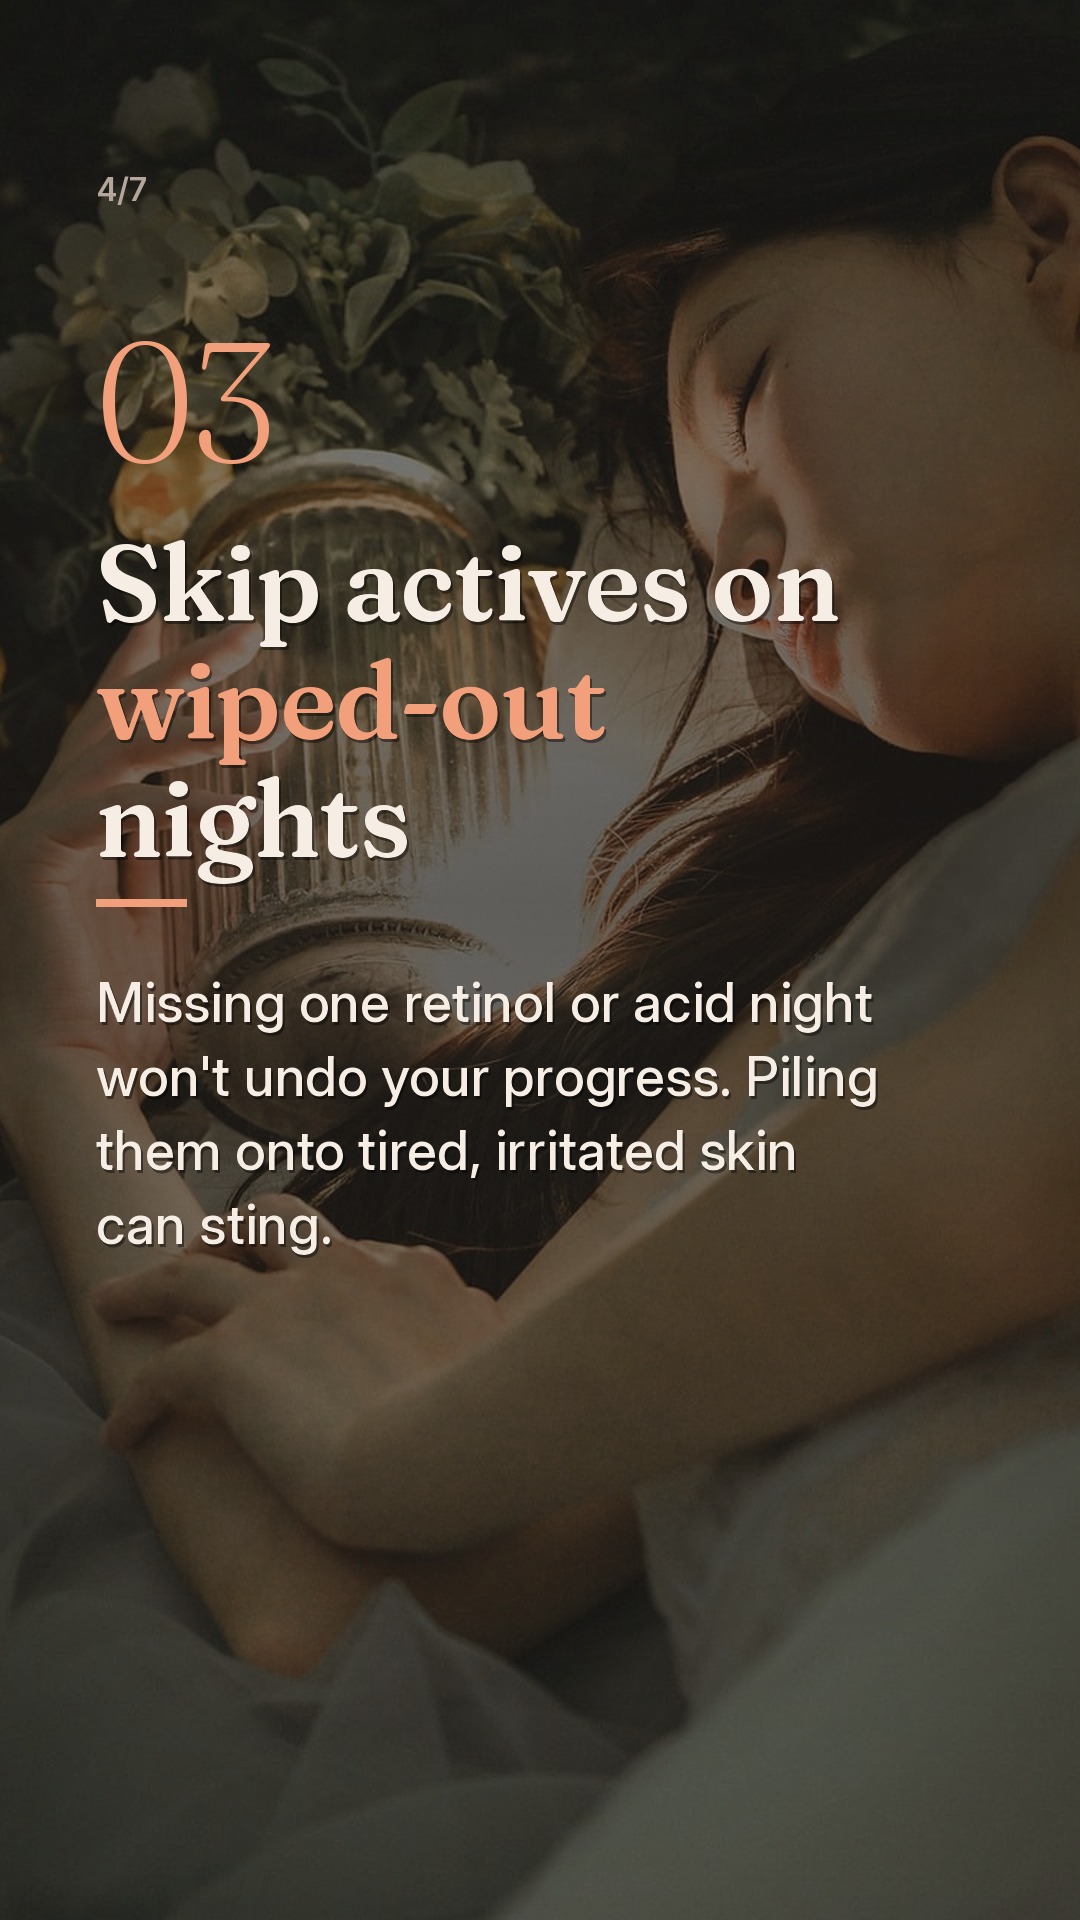 4/7
03
Skip actives on
wiped-out
nights
Missing one retinol or acid night
won't undo your progress. Piling
them onto tired, irritated skin
can sting.